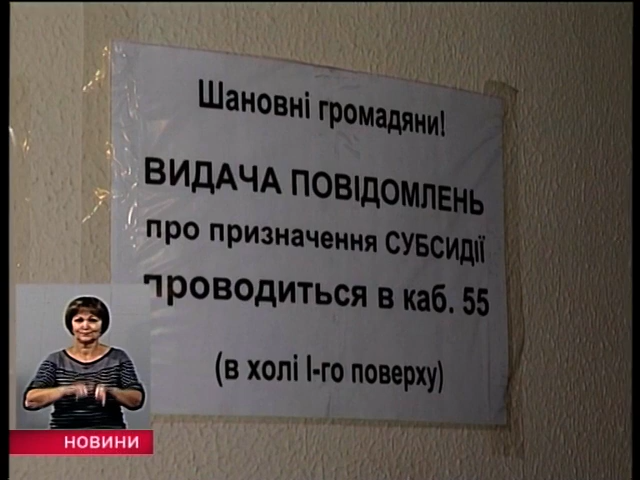 Шановні громадяни!
ВИДАЧА ПОВІДОМЛЕНЬ
про призначення СУБСИДІЇ
проводиться в каб. 55
(в холі І-го поверху)
НОВИНИ